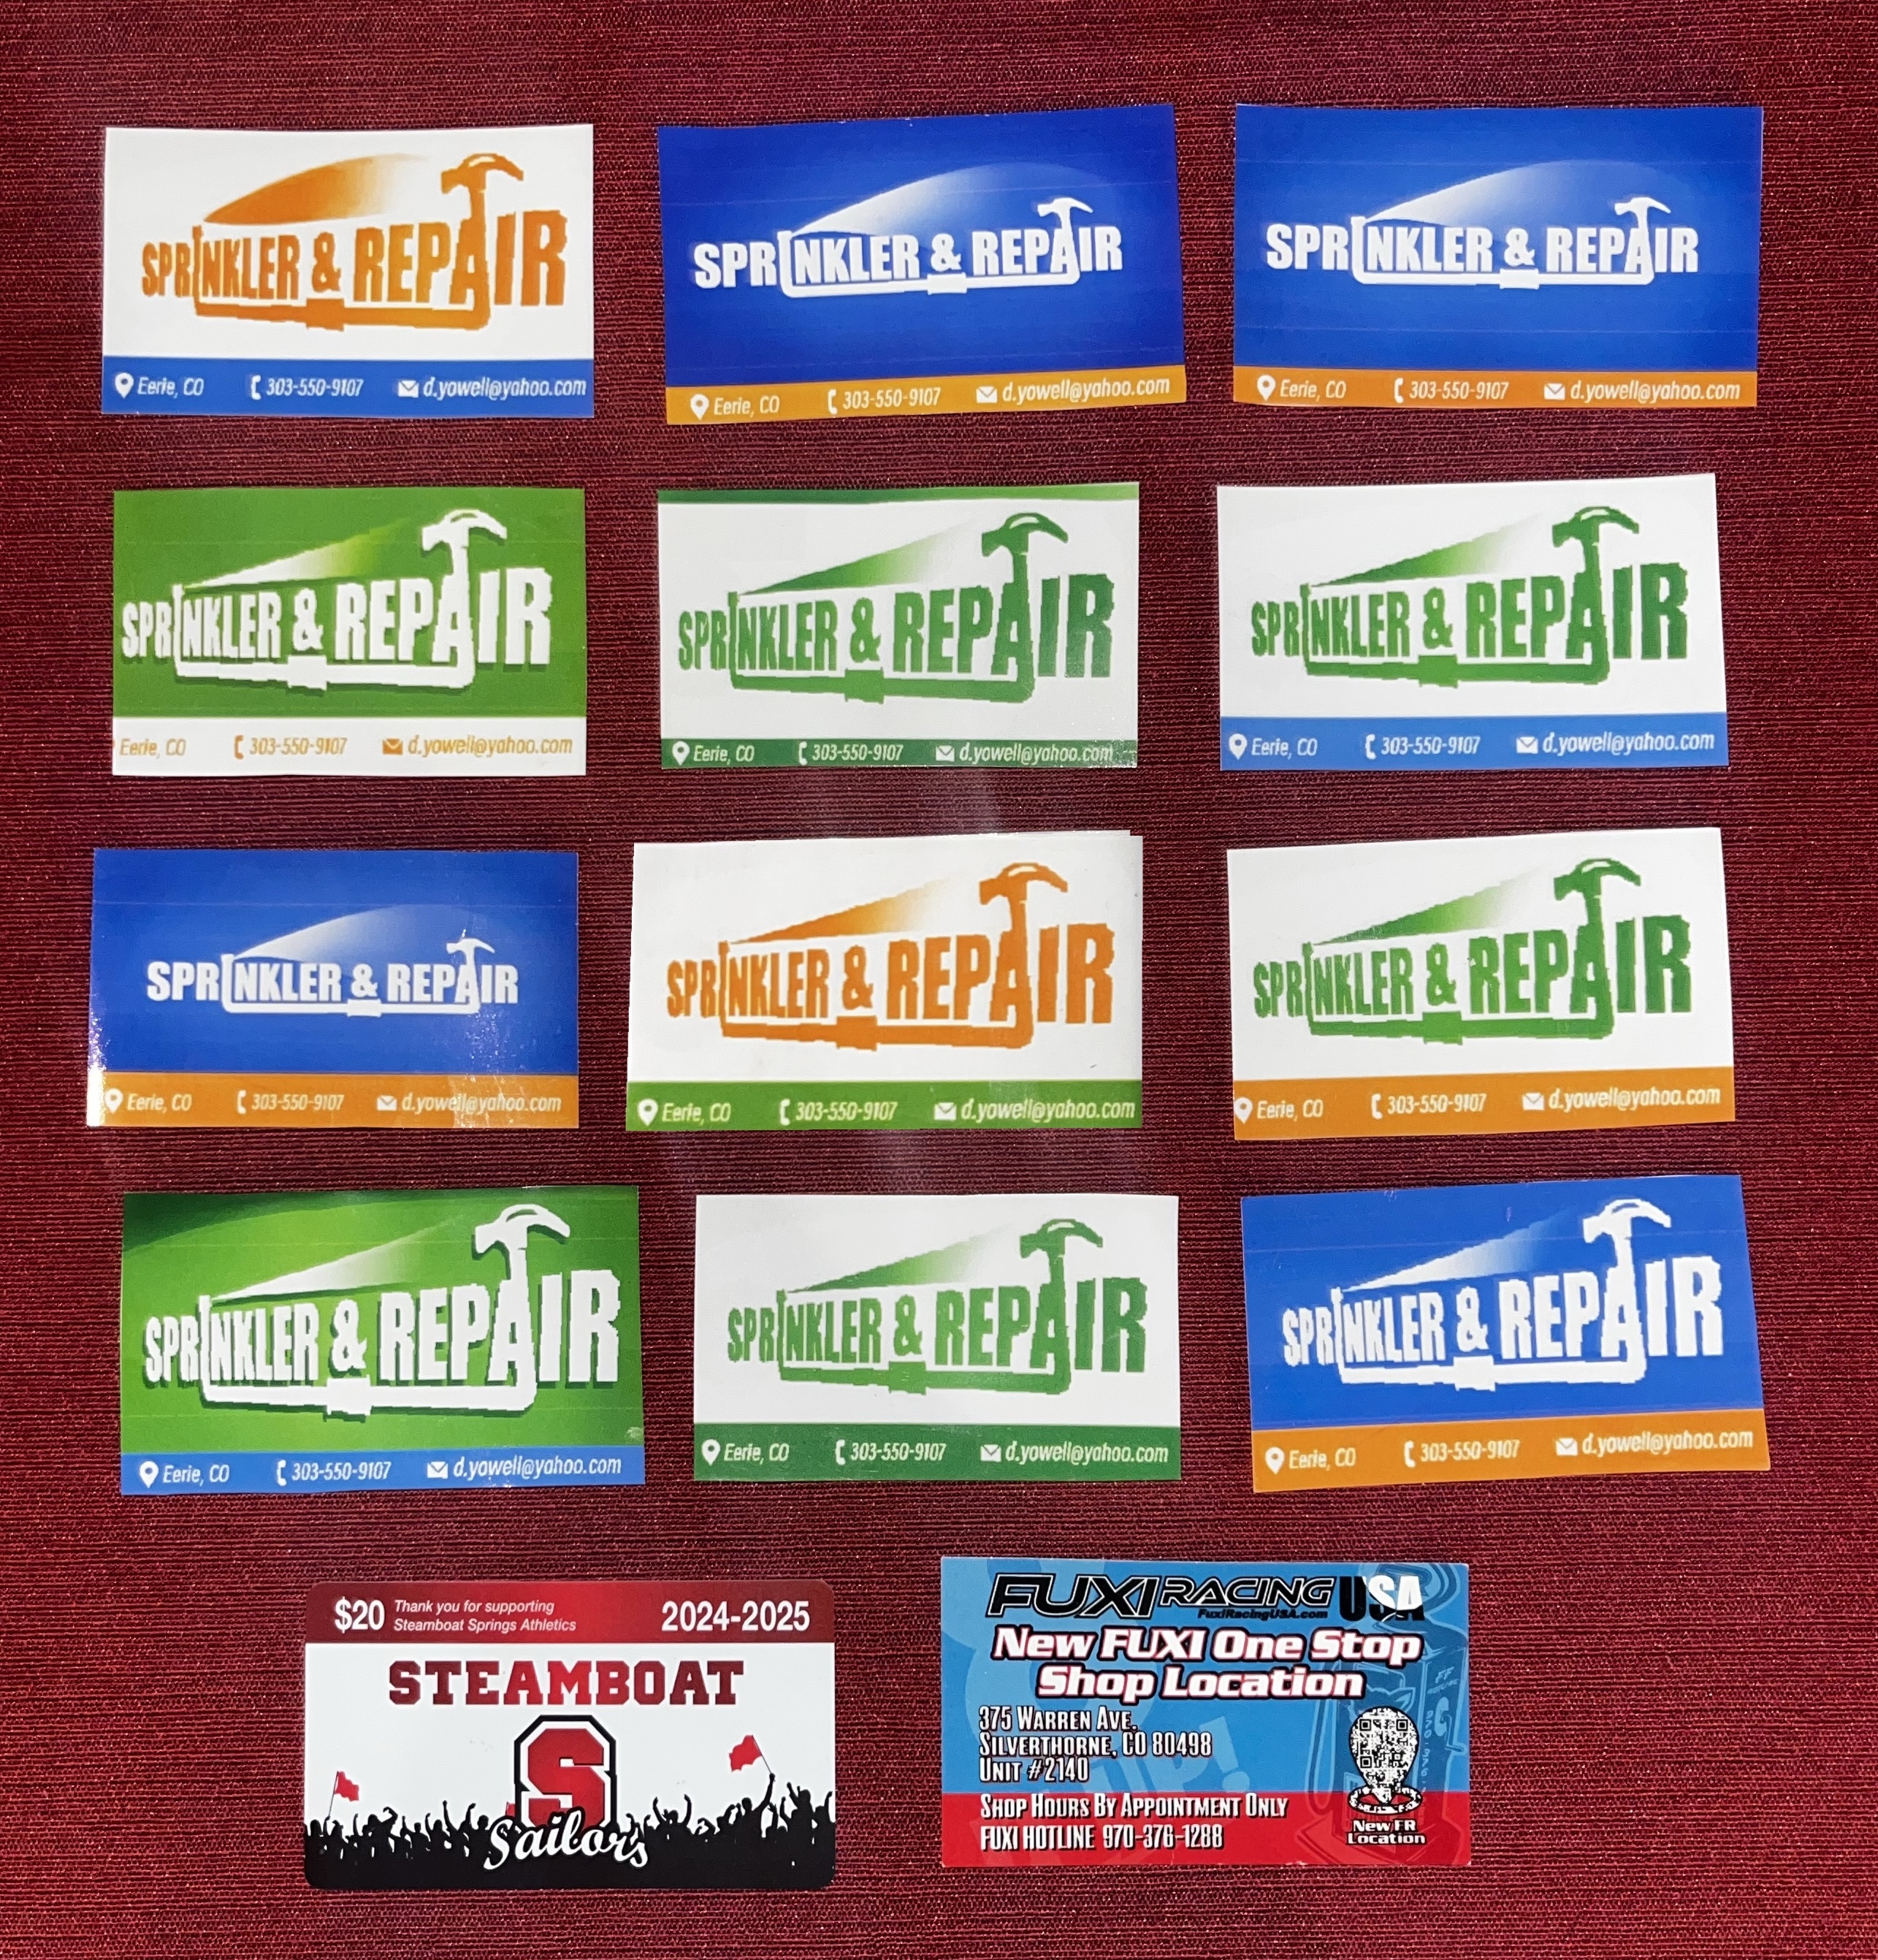 SPRINKLER & REPAIR
Eerie, CO 303-550-9107 d.yowell@yahoo.com
SPRINKLER & REPAIR
Eerie, CO 303-550-9107 d.yowell@yahoo.com
SPRINKLER & REPAIR
Eerie, CO 303-550-9107 d.yowell@yahoo.com
SPRINKLER & REPAIR
Eerie, CO 303-550-9107 d.yowell@yahoo.com
SPRINKLER & REPAIR
Eerie, CO 303-550-9107 d.yowell@yahoo.com
SPRINKLER & REPAIR
Eerie, CO 303-550-9107 d.yowell@yahoo.com
SPRINKLER & REPAIR
Eerie, CO 303-550-9107 d.yowell@yahoo.com
SPRINKLER & REPAIR
Eerie, CO 303-550-9107 d.yowell@yahoo.com
SPRINKLER & REPAIR
Eerie, CO 303-550-9107 d.yowell@yahoo.com
SPRINKLER & REPAIR
Eerie, CO 303-550-9107 d.yowell@yahoo.com
SPRINKLER & REPAIR
Eerie, CO 303-550-9107 d.yowell@yahoo.com
SPRINKLER & REPAIR
Eerie, CO 303-550-9107 d.yowell@yahoo.com
$20 Thank you for supporting
Steamboat Springs Athletics
2024-2025
STEAMBOAT
S
Sailors
FUXI RACING USA
FuxiRacingUSA.com
New FUXI One Stop
Shop Location
375 WARREN AVE.
SILVERTHORNE, CO 80498
UNIT #2140
SHOP HOURS BY APPOINTMENT ONLY
FUXI HOTLINE 970-376-1288
New FR
Location